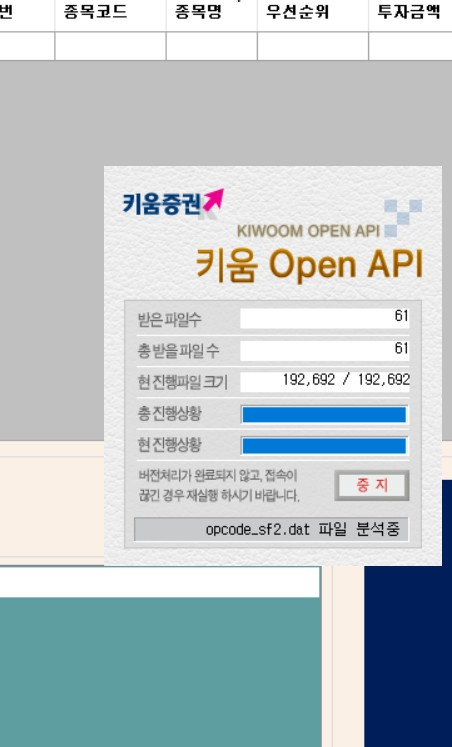 번 종목코드 종목명 우선순위 투자금액
키움증권
KIWOOM OPEN API
키움 Open API
받은 파일수 61
총 받을 파일 수 61
현 진행파일 크기 192,692 / 192,692
총 진행상황
현 진행상황
버전처리가 완료되지 않고, 접속이
끊긴 경우 재실행 하시기 바랍니다.
중 지
opcode_sf2.dat 파일 분석중